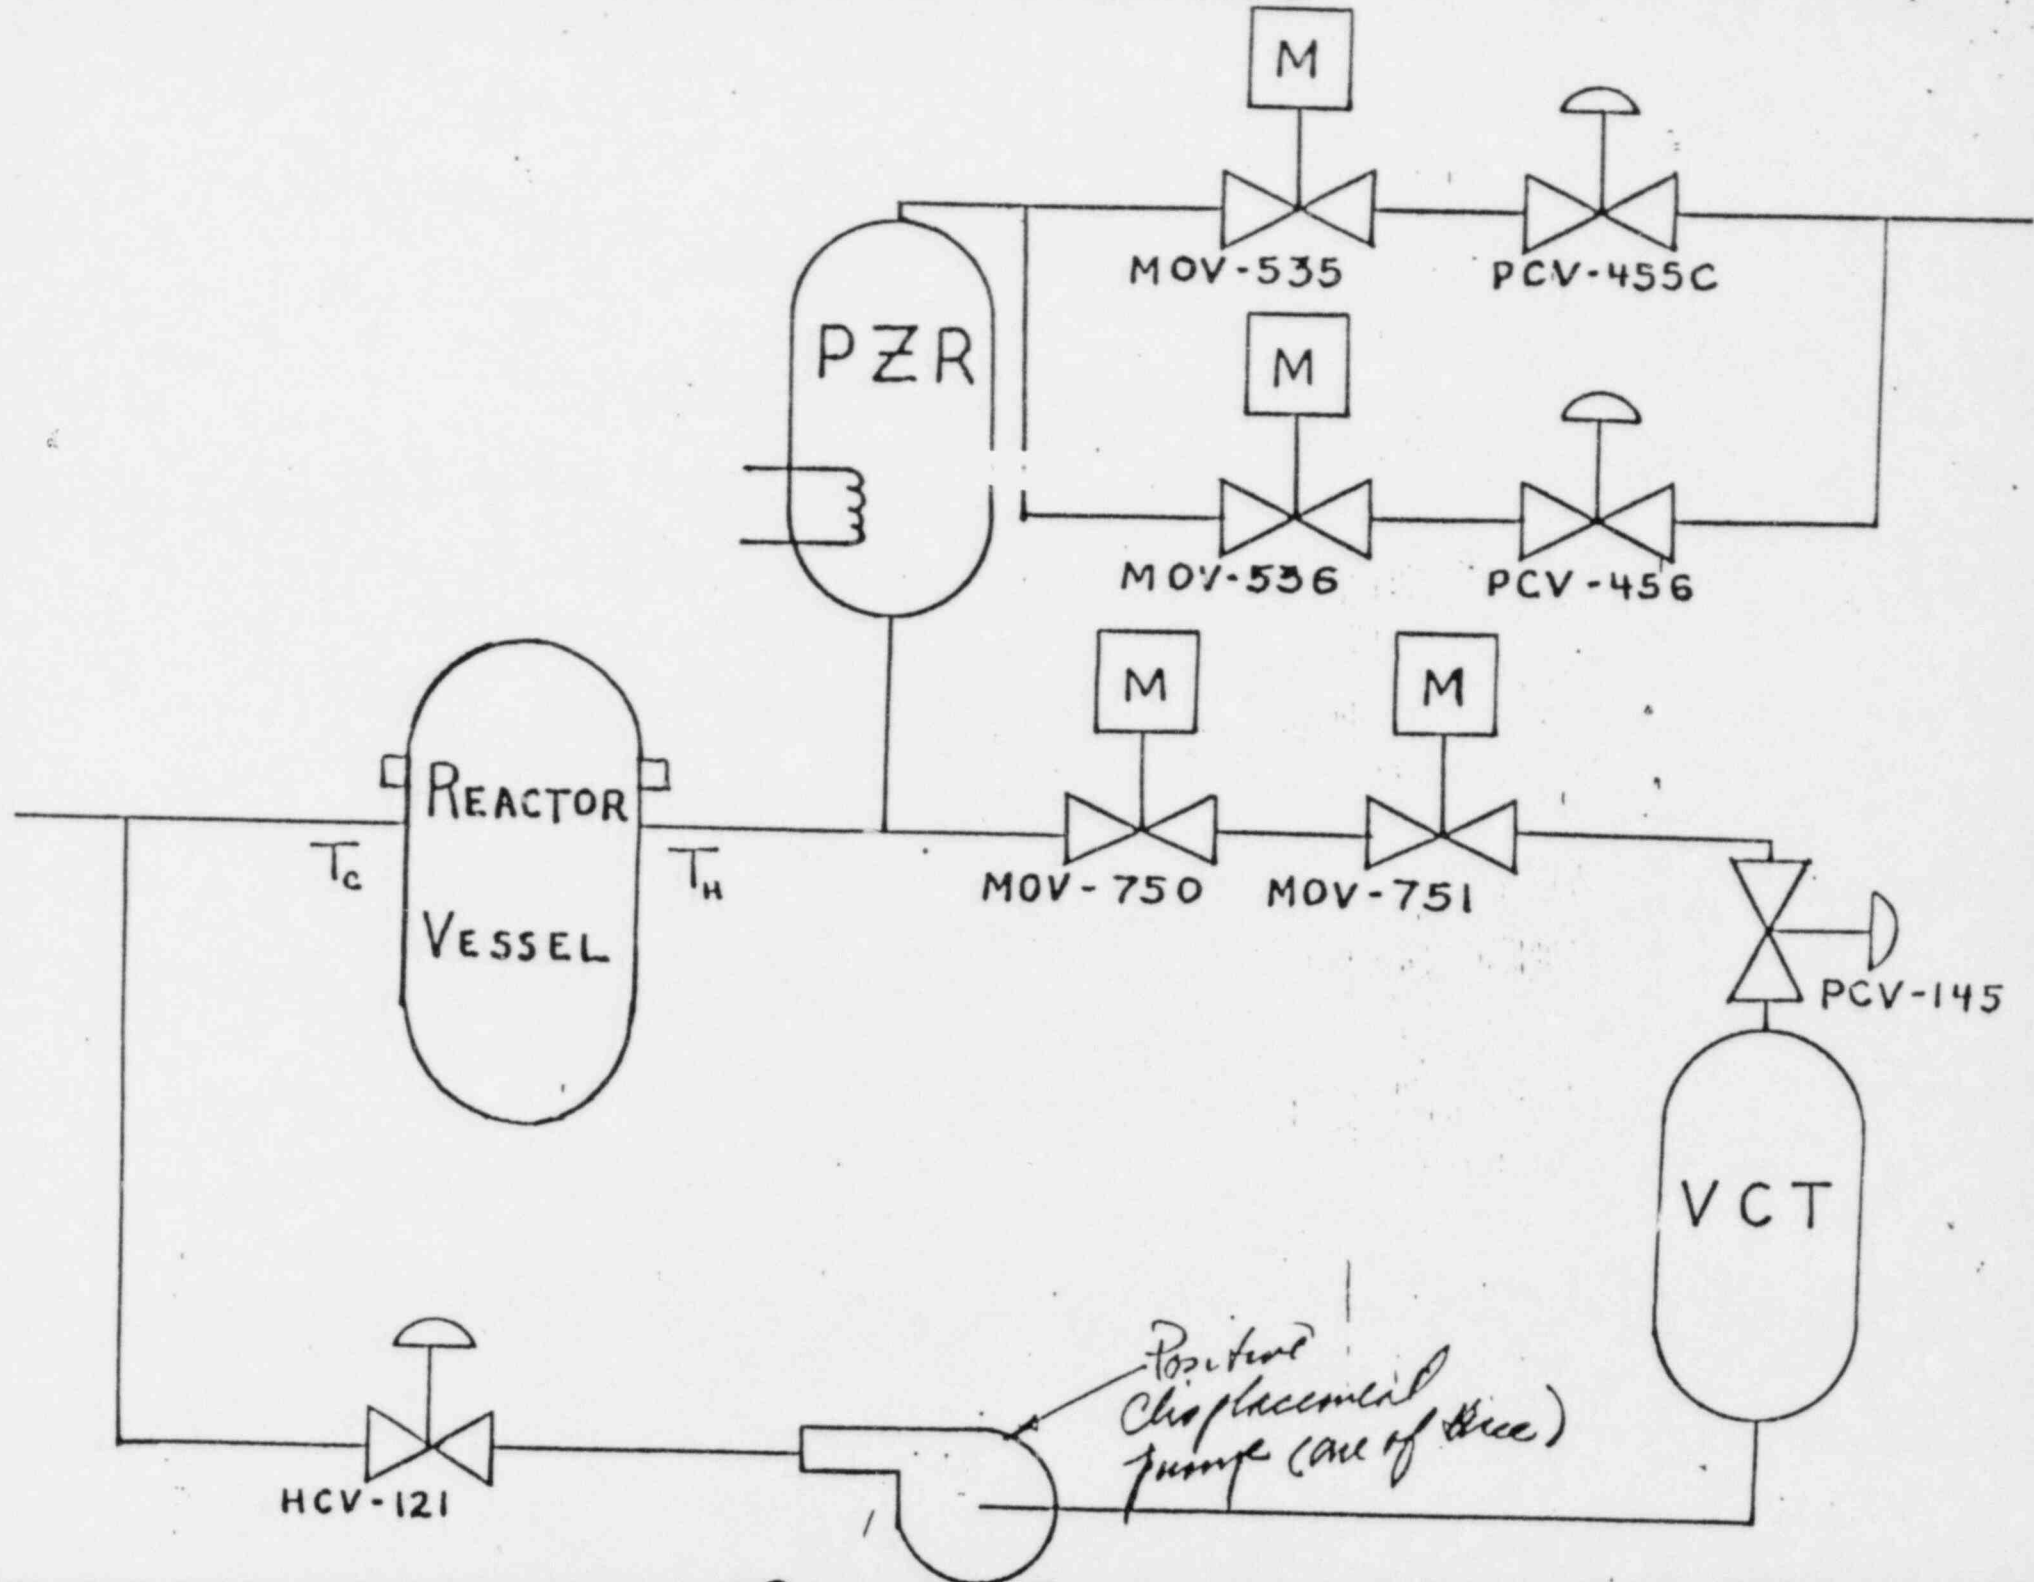 M
MOV-535
PCV-455C
PZR
M
MOV-536
PCV-456
M
M
REACTOR
VESSEL
TC
TH
MOV-750
MOV-751
PCV-145
VCT
HCV-121
Positive
displacement
pump (one of three)